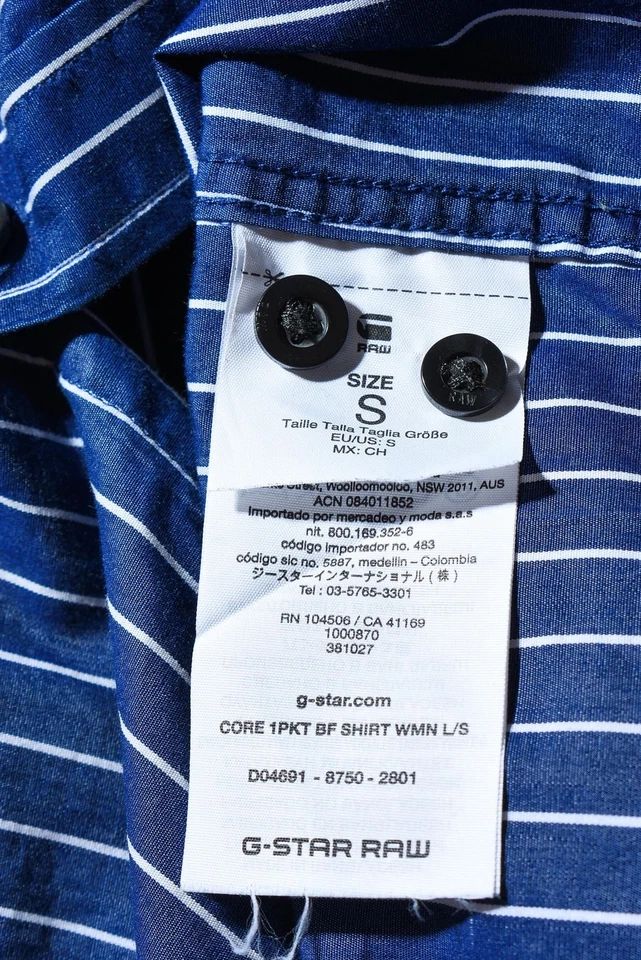 RAW
SIZE
S
Taille Talla Taglia Größe
EU/US: S
MX: CH
RAW
Street, Woolloomooloo, NSW 2011, AUS
ACN 084011852
Importado por mercadeo y moda s.a.s
nit. 800.169.352-6
código importador no. 483
código sic no. 5887, medellin – Colombia
ジースターインターナショナル ( 株 )
Tel : 03-5765-3301
RN 104506 / CA 41169
1000870
381027
g-star.com
CORE 1PKT BF SHIRT WMN L/S
D04691 - 8750 - 2801
G-STAR RAW